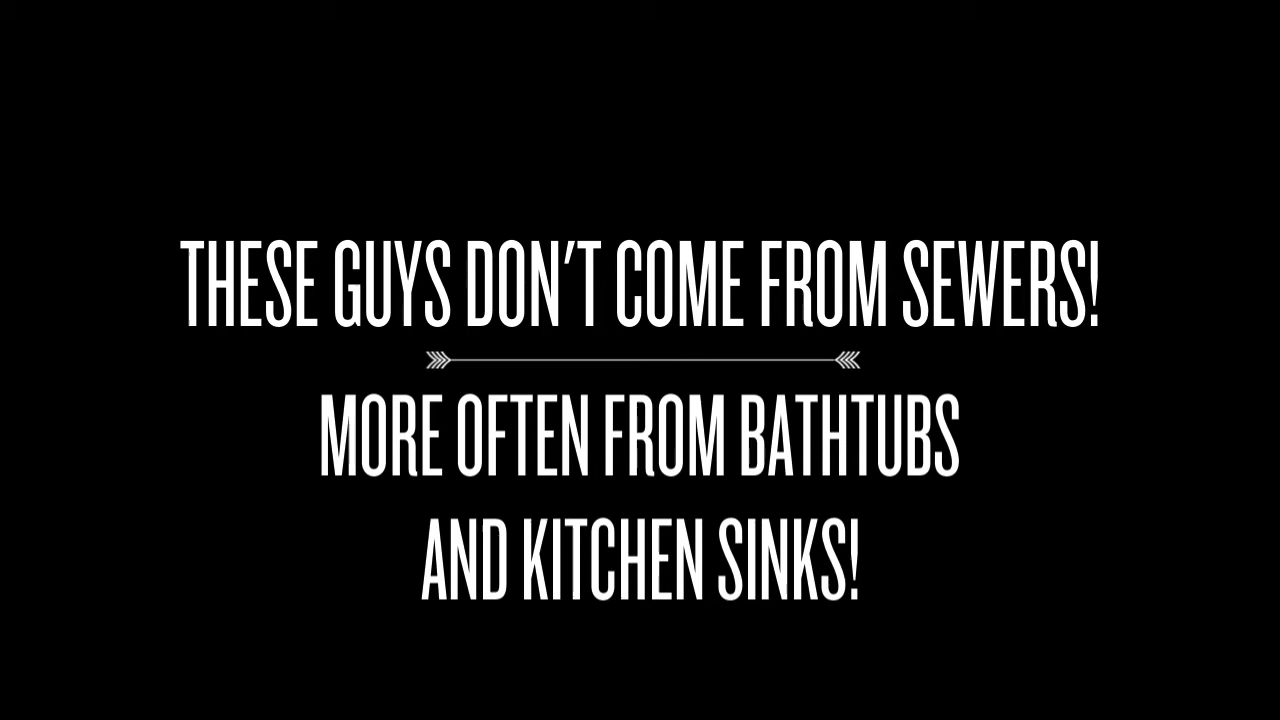 THESE GUYS DON'T COME FROM SEWERS!
MORE OFTEN FROM BATHTUBS
AND KITCHEN SINKS!